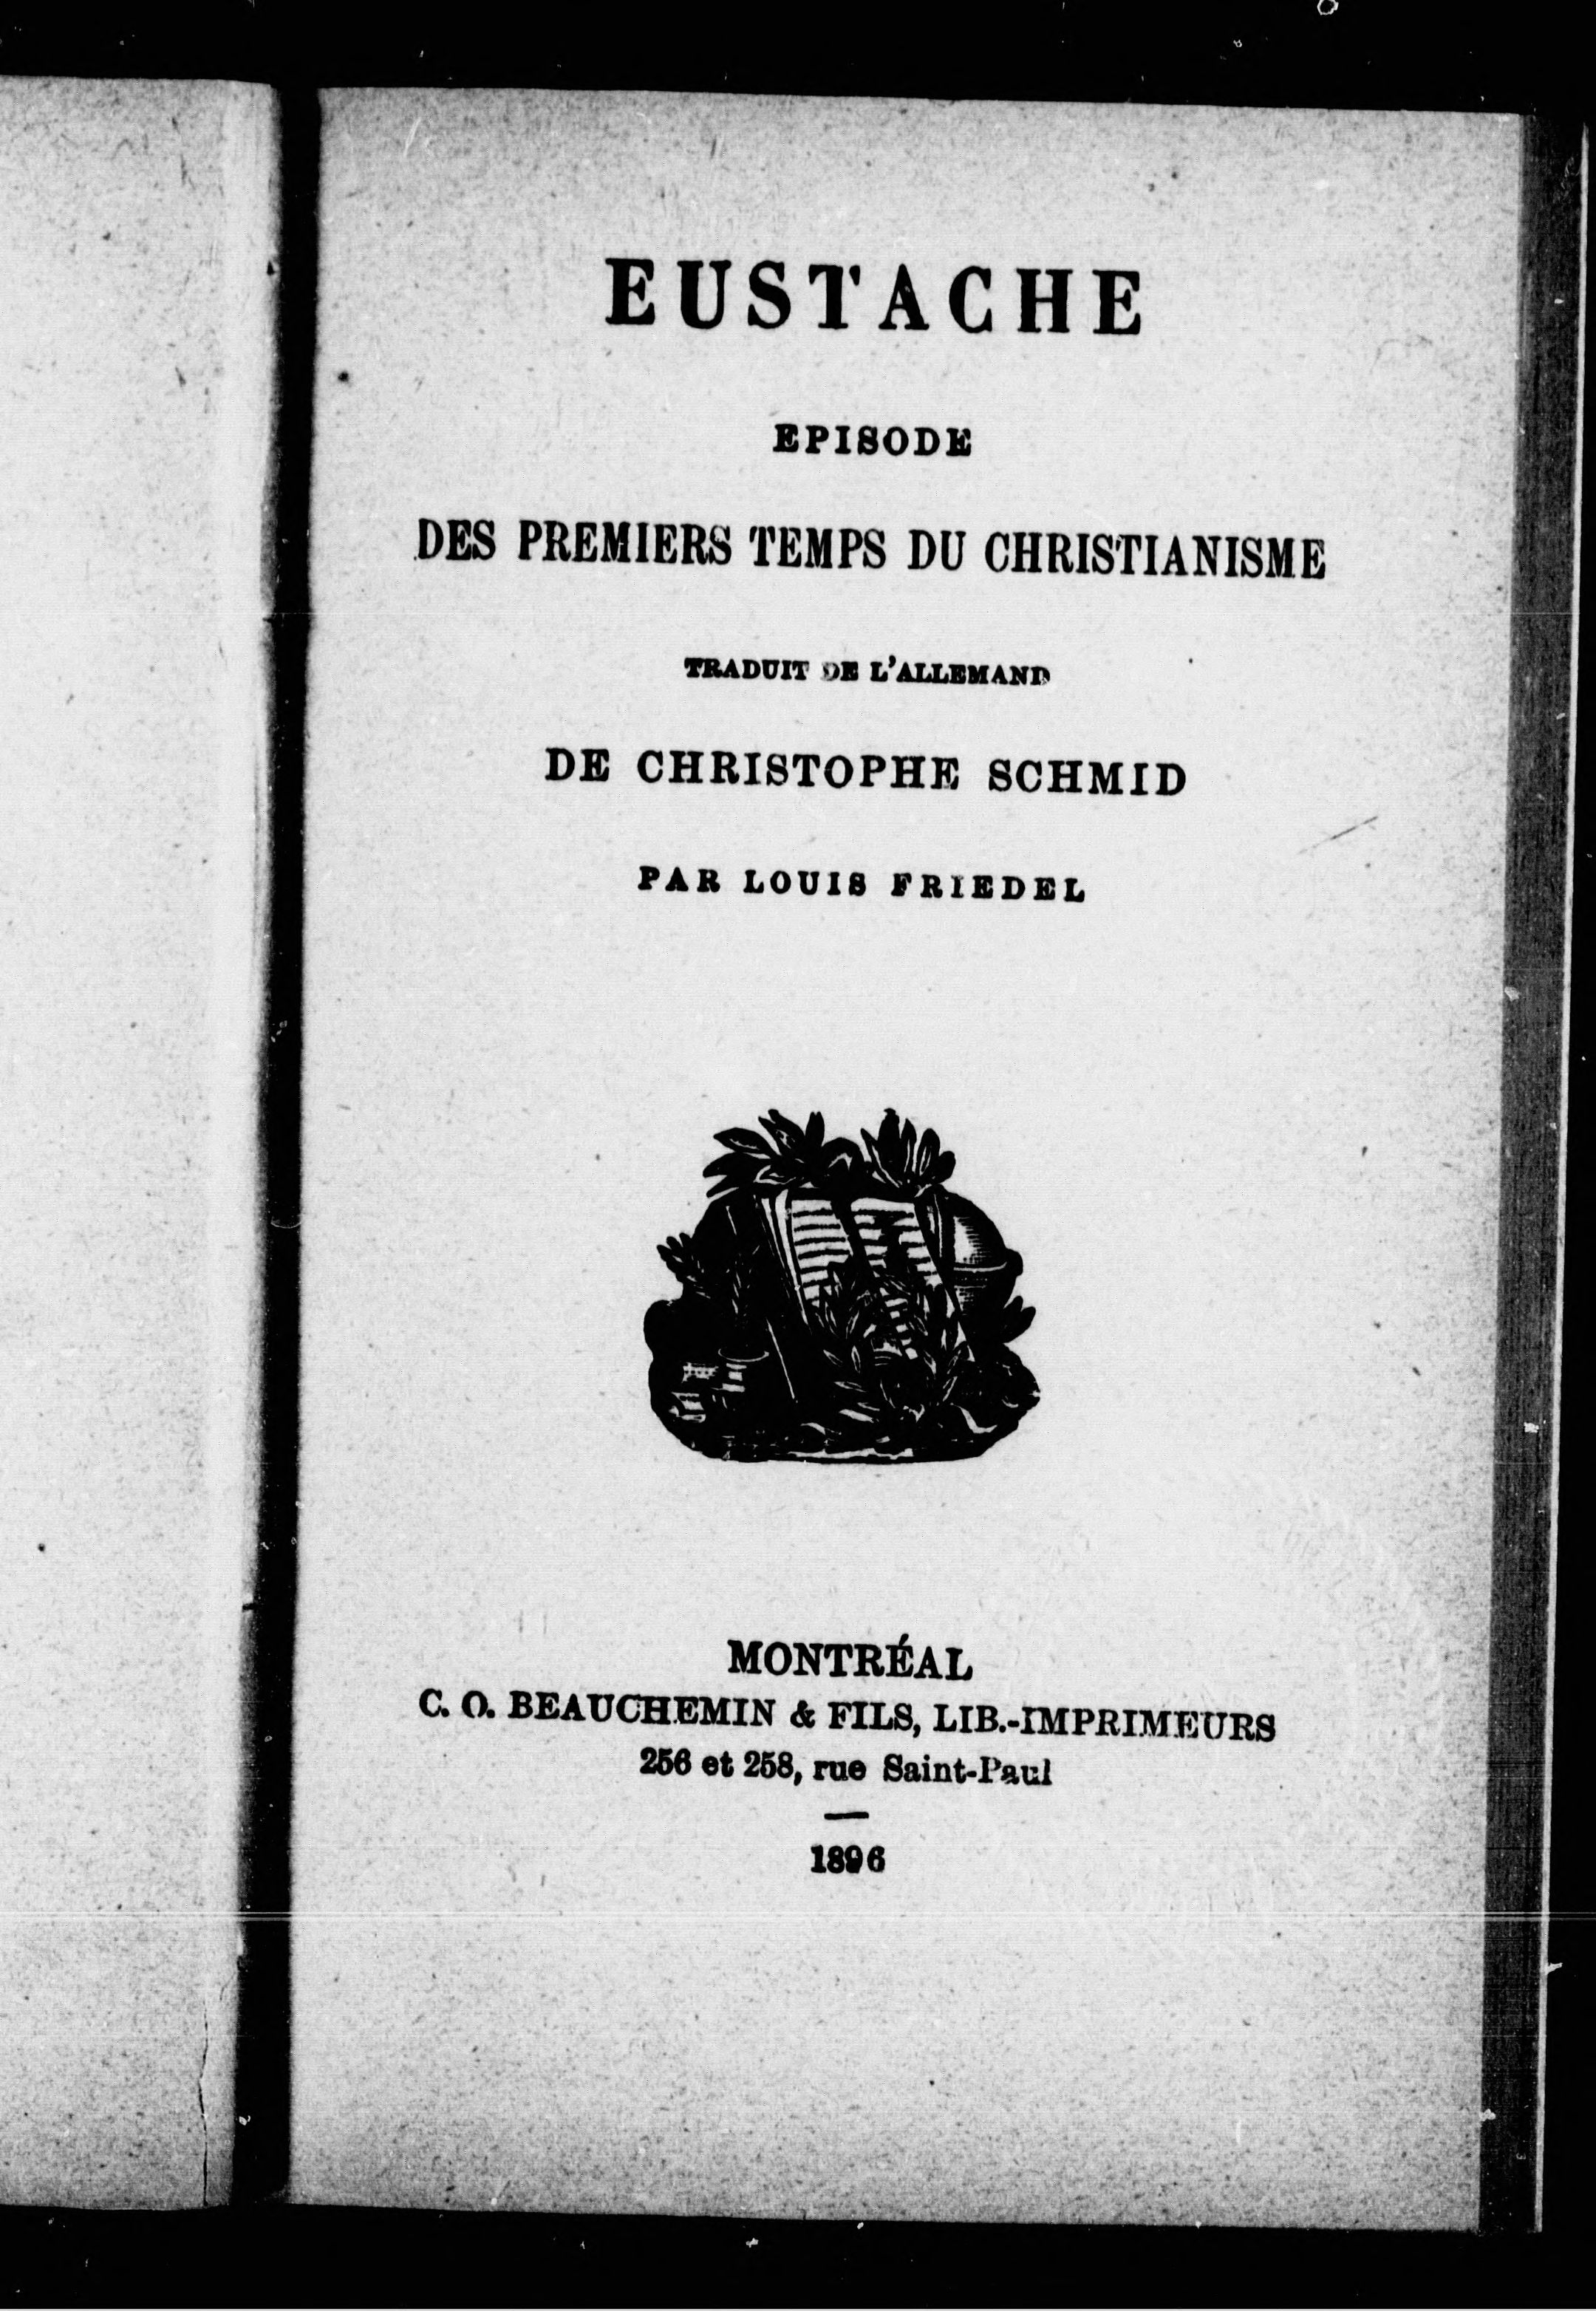 EUSTACHE
EPISODE
DES PREMIERS TEMPS DU CHRISTIANISME
TRADUIT DE L'ALLEMAND
DE CHRISTOPHE SCHMID
PAR LOUIS FRIEDEL
MONTRÉAL
C. O. BEAUCHEMIN & FILS, LIB.-IMPRIMEURS
256 et 258, rue Saint-Paul
1896